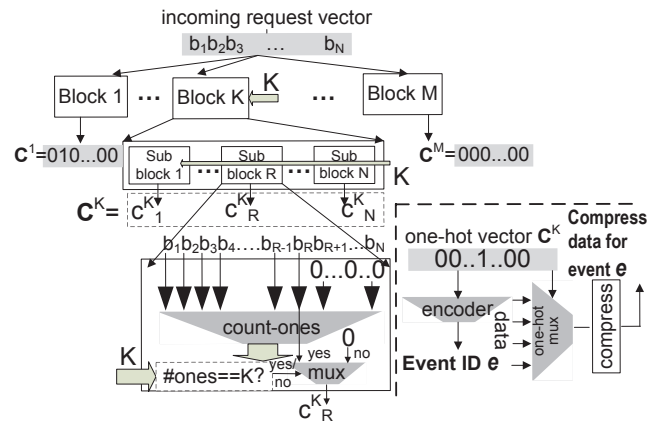 incoming request vector
b1b2b3 ... bN
Block 1 ... Block K K ... Block M
C1=010...00
CM=000...00
Sub block 1 ... Sub block R ... Sub block N
K
CK= cK1 cKR cKN
b1b2b3b4....bR-1bRbR+1...bN
0...0...0
count-ones
0
yes
no
K
#ones==K?
yes
no
mux
cKR
one-hot vector CK
00..1..00
Compress data for event e
encoder
data
one-hot mux
compress
Event ID e